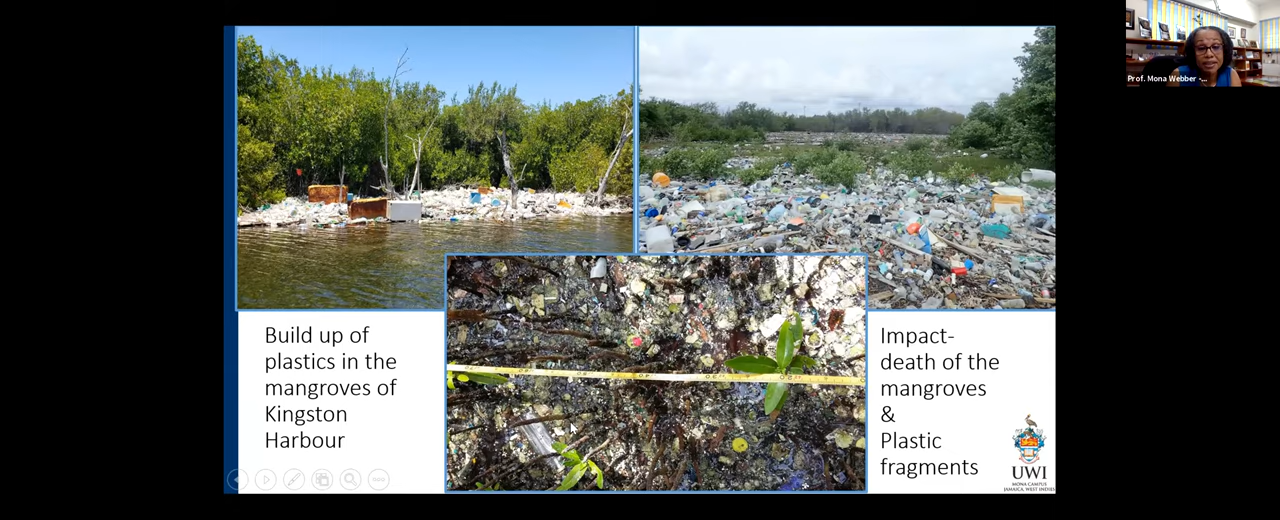 Prof. Mona Webber -...
Build up of
plastics in the
mangroves of
Kingston
Harbour
Impact-
death of the
mangroves
&
Plastic
fragments
UWI
MONA CAMPUS
JAMAICA, WEST INDIES